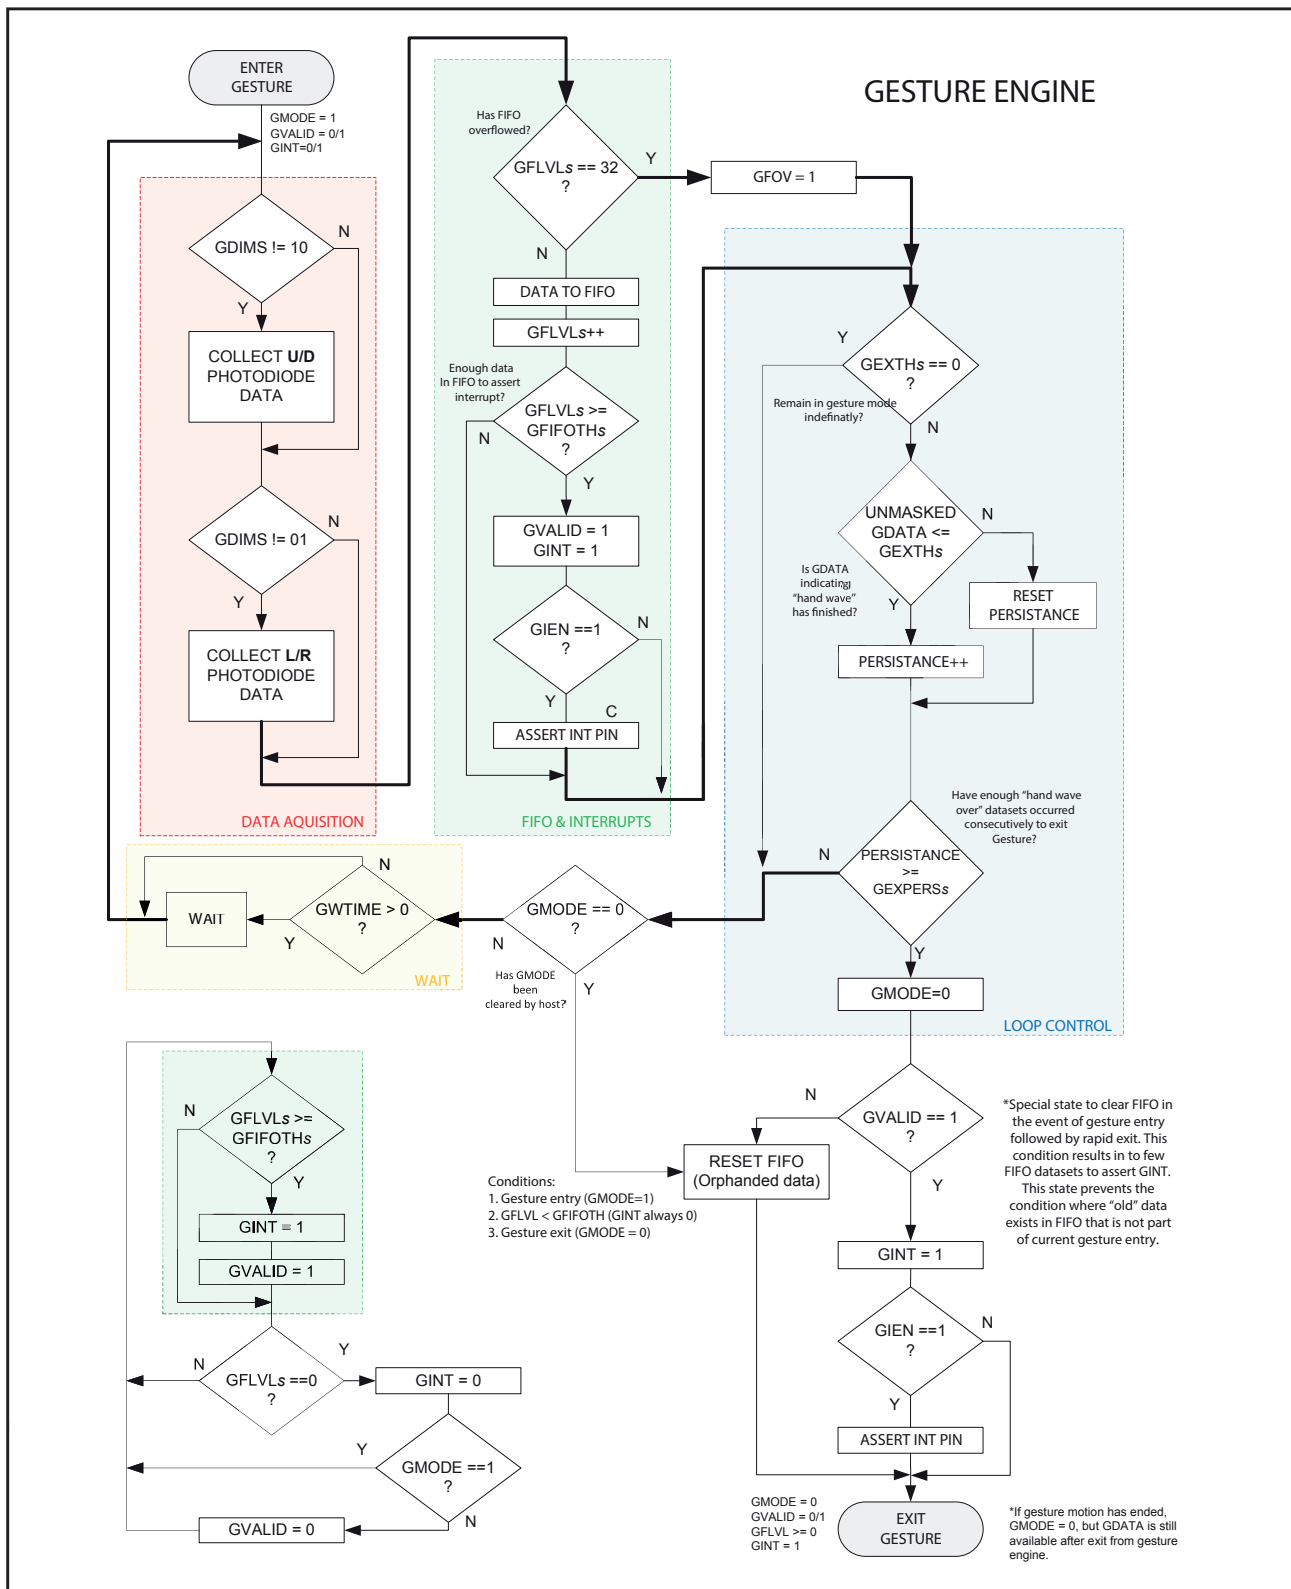 GESTURE ENGINE
ENTER
GESTURE
GMODE = 1
GVALID = 0/1
GINT=0/1
GDIMS != 10
N
Y
COLLECT U/D
PHOTODIODE
DATA
GDIMS != 01
N
Y
COLLECT L/R
PHOTODIODE
DATA
DATA AQUISITION
Has FIFO
overflowed?
GFLVLs == 32
?
Y
N
GFOV = 1
DATA TO FIFO
GFLVLs++
Enough data
In FIFO to assert
interrupt?
GFLVLs >=
GFIFOTHs
?
N
Y
GVALID = 1
GINT = 1
GIEN ==1
?
N
Y
C
ASSERT INT PIN
FIFO & INTERRUPTS
Y
GEXTHs == 0
?
Remain in gesture mode
indefinatly?
N
UNMASKED
GDATA <=
GEXTHs
N
Is GDATA
indicating
“hand wave”
has finished?
Y
RESET
PERSISTANCE
PERSISTANCE++
Have enough “hand wave
over” datasets occurred
consecutively to exit
Gesture?
N
PERSISTANCE
>=
GEXPERSs
Y
GMODE=0
LOOP CONTROL
GMODE == 0
?
N
Has GMODE
been
cleared by host?
Y
N
GWTIME > 0
?
Y
WAIT
WAIT
GFLVLs >=
GFIFOTHs
?
N
Y
GINT = 1
GVALID = 1
N
Y
GFLVLs ==0
?
GINT = 0
Y
GMODE ==1
?
N
GVALID = 0
N
GVALID == 1
?
Y
RESET FIFO
(Orphanded data)
Conditions:
1. Gesture entry (GMODE=1)
2. GFLVL < GFIFOTH (GINT always 0)
3. Gesture exit (GMODE = 0)
*Special state to clear FIFO in
the event of gesture entry
followed by rapid exit. This
condition results in to few
FIFO datasets to assert GINT.
This state prevents the
condition where “old” data
exists in FIFO that is not part
of current gesture entry.
GINT = 1
GIEN ==1
?
N
Y
ASSERT INT PIN
GMODE = 0
GVALID = 0/1
GFLVL >= 0
GINT = 1
EXIT
GESTURE
*If gesture motion has ended,
GMODE = 0, but GDATA is still
available after exit from gesture
engine.